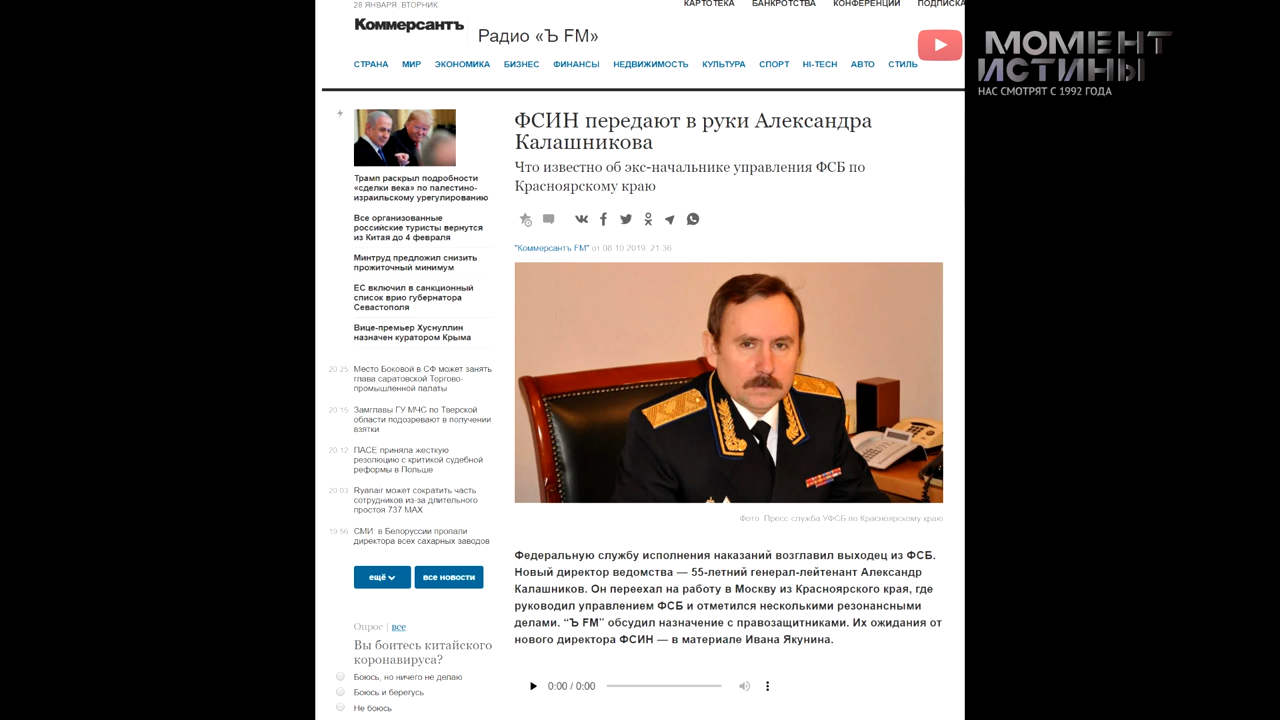 28 ЯНВАРЯ, ВТОРНИК
КАРТОТЕКА БАНКРОТСТВА КОНФЕРЕНЦИИ ПОДПИСКА
Коммерсантъ
Радио «Ъ FM»
МОМЕНТ
ИСТИНЫ
НАС СМОТРЯТ С 1992 ГОДА
СТРАНА МИР ЭКОНОМИКА БИЗНЕС ФИНАНСЫ НЕДВИЖИМОСТЬ КУЛЬТУРА СПОРТ HI-TECH АВТО СТИЛЬ
Трамп раскрыл подробности
«сделки века» по палестино-
израильскому урегулированию
Все организованные
российские туристы вернутся
из Китая до 4 февраля
Минтруд предложил снизить
прожиточный минимум
ЕС включил в санкционный
список врио губернатора
Севастополя
Вице-премьер Хуснуллин
назначен куратором Крыма
20:25 Место Боковой в СФ может занять
глава саратовской Торгово-
промышленной палаты
20:15 Замглавы ГУ МЧС по Тверской
области подозревают в получении
взятки
20:12 ПАСЕ приняла жесткую
резолюцию с критикой судебной
реформы в Польше
20:03 Ryanair может сократить часть
сотрудников из-за длительного
простоя 737 MAX
19:56 СМИ: в Белоруссии пропали
директора всех сахарных заводов
ещё все новости
Опрос | все
Вы боитесь китайского
коронавируса?
Боюсь, но ничего не делаю
Боюсь и берегусь
Не боюсь
ФСИН передают в руки Александра
Калашникова
Что известно об экс-начальнике управления ФСБ по
Красноярскому краю
"Коммерсантъ FM" от 08.10.2019, 21:36
Фото: Пресс служба УФСБ по Красноярскому краю
Федеральную службу исполнения наказаний возглавил выходец из ФСБ.
Новый директор ведомства — 55-летний генерал-лейтенант Александр
Калашников. Он переехал на работу в Москву из Красноярского края, где
руководил управлением ФСБ и отметился несколькими резонансными
делами. “Ъ FM” обсудил назначение с правозащитниками. Их ожидания от
нового директора ФСИН — в материале Ивана Якунина.
0:00 / 0:00